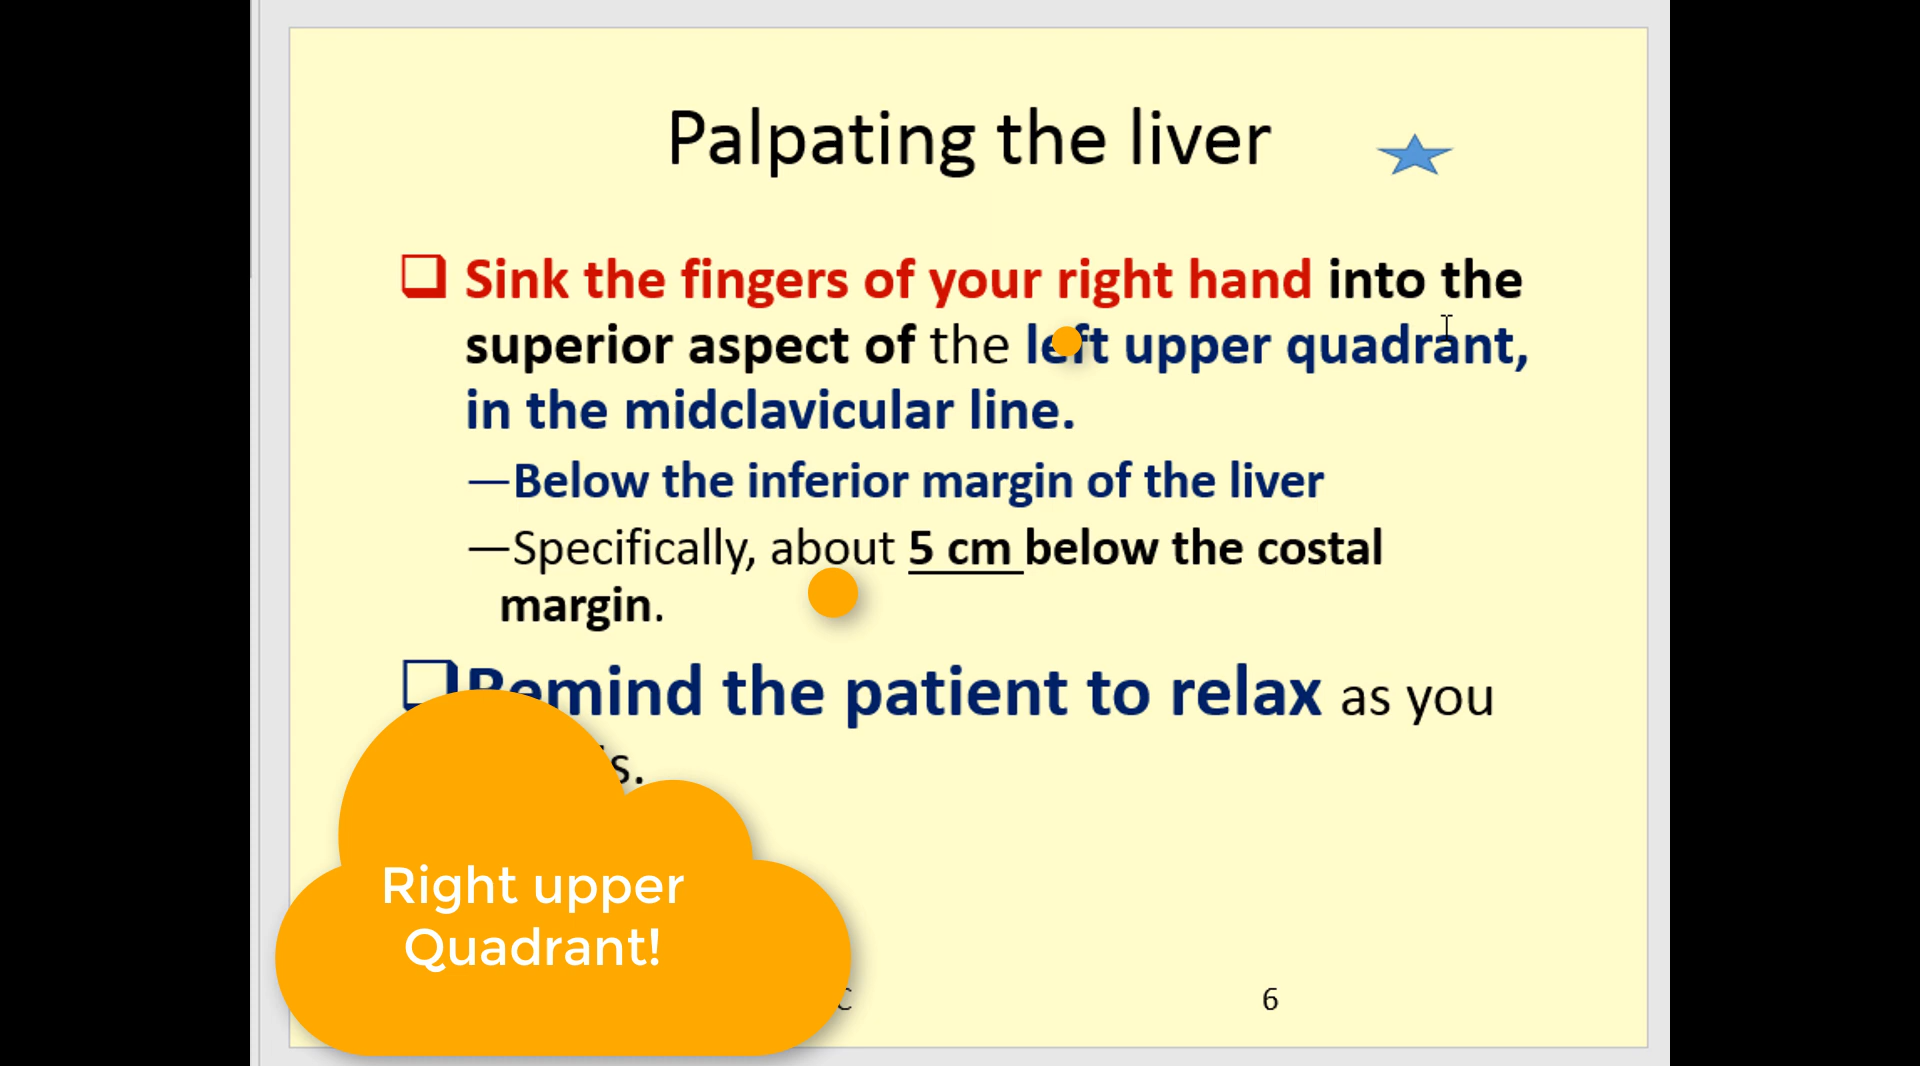 Palpating the liver
Sink the fingers of your right hand into the
superior aspect of the left upper quadrant,
in the midclavicular line.
—Below the inferior margin of the liver
—Specifically, about 5 cm below the costal
margin.
Remind the patient to relax as you
Right upper
Quadrant!
6